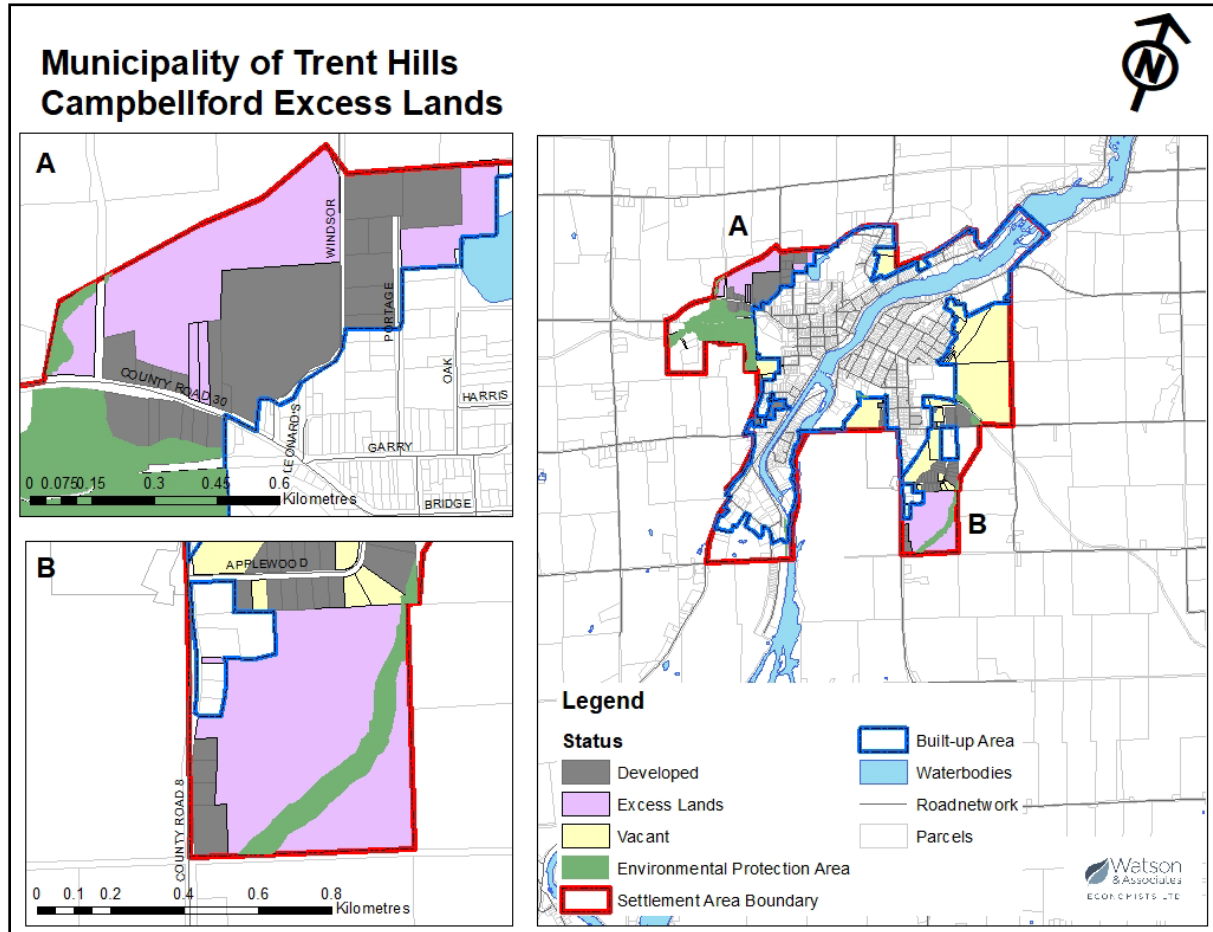 Municipality of Trent Hills
Campbellford Excess Lands
N
A
WINDSOR
PORTAGE
OAK
COUNTY ROAD 30
HARRIS
LEONARD'S
GARRY
BRIDGE
0 0.075 0.15 0.3 0.45 0.6
Kilometres
B
APPLEWOOD
COUNTY ROAD 8
0 0.1 0.2 0.4 0.6 0.8
Kilometres
A
B
Legend
Status
Developed
Excess Lands
Vacant
Environmental Protection Area
Settlement Area Boundary
Built-up Area
Waterbodies
Roadnetwork
Parcels
Watson
& Associates
ECONOMISTS LTD.